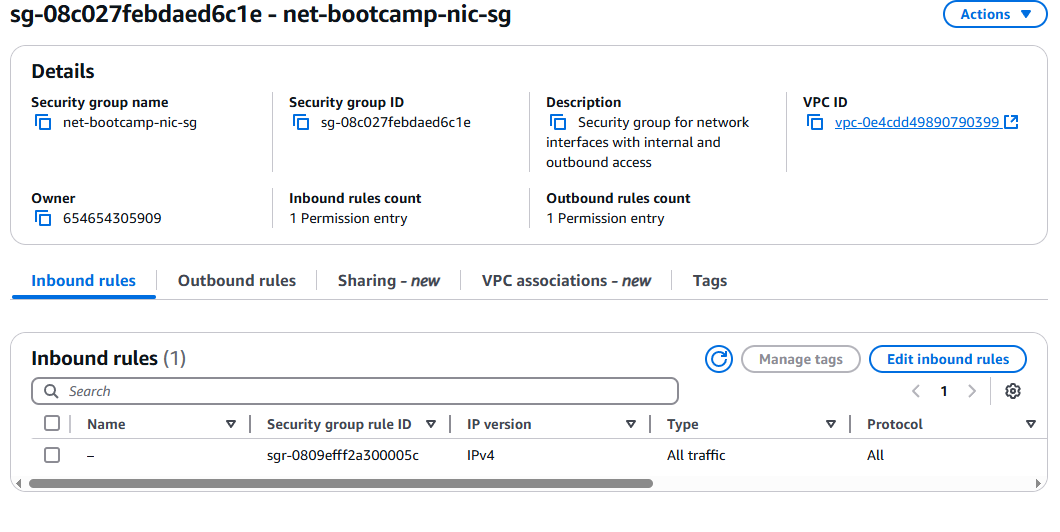 sg-08c027febdaed6c1e - net-bootcamp-nic-sg
Actions
Details
Security group name
net-bootcamp-nic-sg
Security group ID
sg-08c027febdaed6c1e
Description
Security group for network
interfaces with internal and
outbound access
VPC ID
vpc-0e4cdd49890790399
Owner
654654305909
Inbound rules count
1 Permission entry
Outbound rules count
1 Permission entry
Inbound rules
Outbound rules
Sharing - new
VPC associations - new
Tags
Inbound rules (1)
Manage tags
Edit inbound rules
Search
1
Name
Security group rule ID
IP version
Type
Protocol
–
sgr-0809efff2a300005c
IPv4
All traffic
All